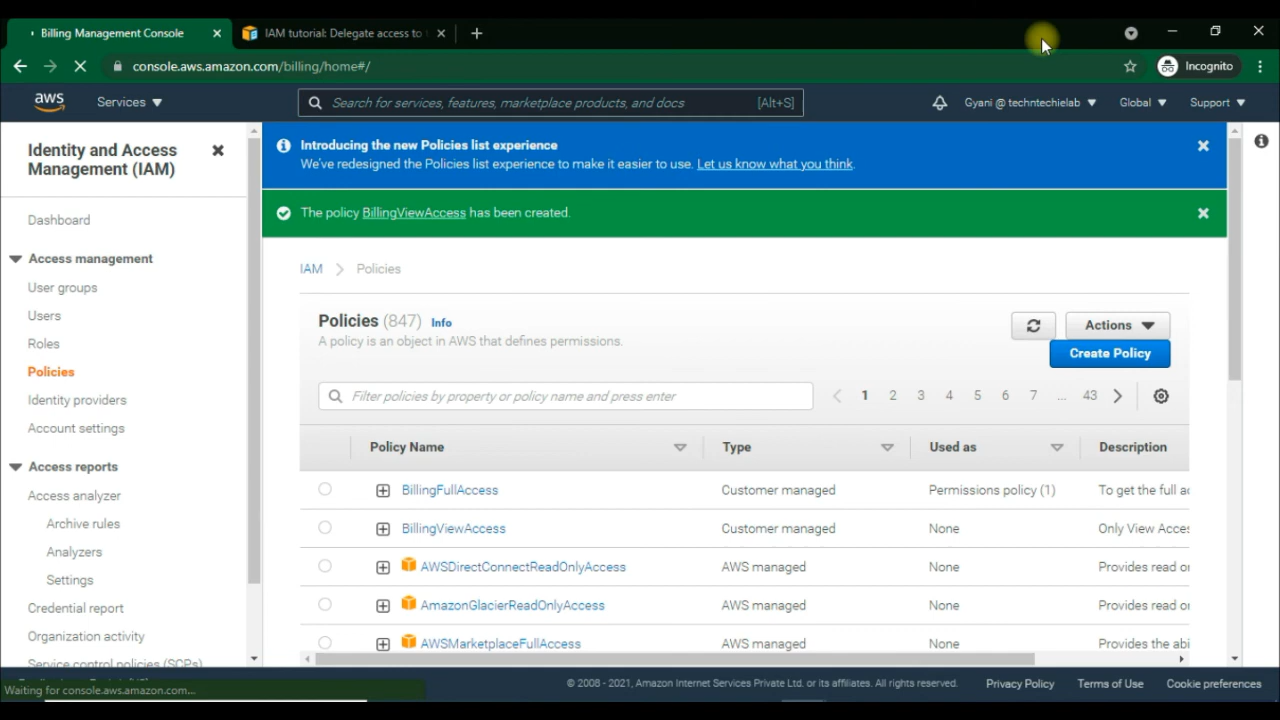 Billing Management Console
IAM tutorial: Delegate access to
console.aws.amazon.com/billing/home#/
Incognito
aws
Services
Search for services, features, marketplace products, and docs
[Alt+S]
Gyani @ techntechielab
Global
Support
Identity and Access
Management (IAM)
Dashboard
Access management
User groups
Users
Roles
Policies
Identity providers
Account settings
Access reports
Access analyzer
Archive rules
Analyzers
Settings
Credential report
Organization activity
Service control policies (SCPs)
Introducing the new Policies list experience
We've redesigned the Policies list experience to make it easier to use. Let us know what you think.
The policy BillingViewAccess has been created.
IAM > Policies
Policies (847) Info
A policy is an object in AWS that defines permissions.
Actions
Create Policy
Filter policies by property or policy name and press enter
1 2 3 4 5 6 7 ... 43
Policy Name Type Used as Description
BillingFullAccess Customer managed Permissions policy (1) To get the full ac
BillingViewAccess Customer managed None Only View Acces
AWSDirectConnectReadOnlyAccess AWS managed None Provides read or
AmazonGlacierReadOnlyAccess AWS managed None Provides read or
AWSMarketplaceFullAccess AWS managed None Provides the abi
Waiting for console.aws.amazon.com...
© 2008 - 2021, Amazon Internet Services Private Ltd. or its affiliates. All rights reserved.
Privacy Policy
Terms of Use
Cookie preferences